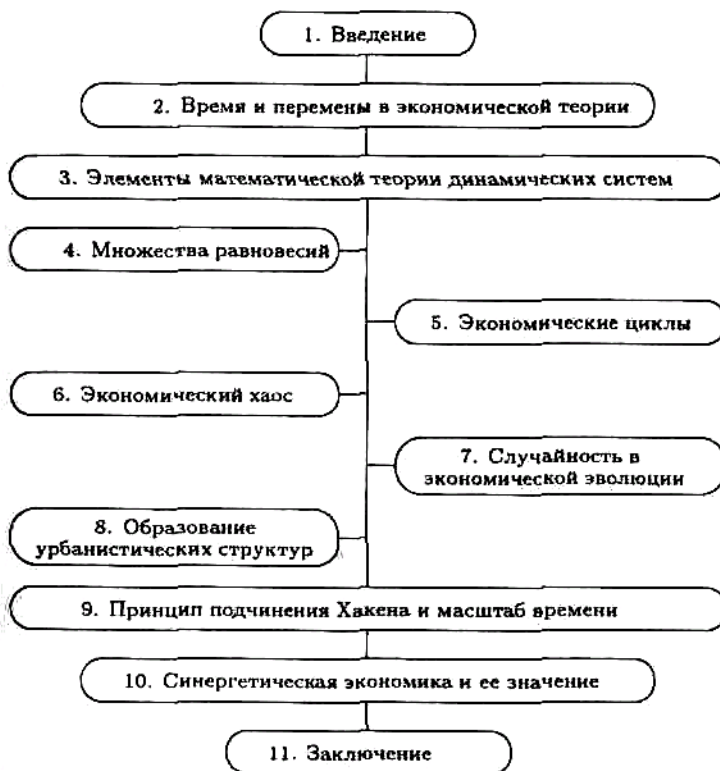 1. Введение
2. Время и перемены в экономической теории
3. Элементы математической теории динамических систем
4. Множества равновесий
5. Экономические циклы
6. Экономический хаос
7. Случайность в
экономической эволюции
8. Образование
урбанистических структур
9. Принцип подчинения Хакена и масштаб времени
10. Синергетическая экономика и ее значение
11. Заключение